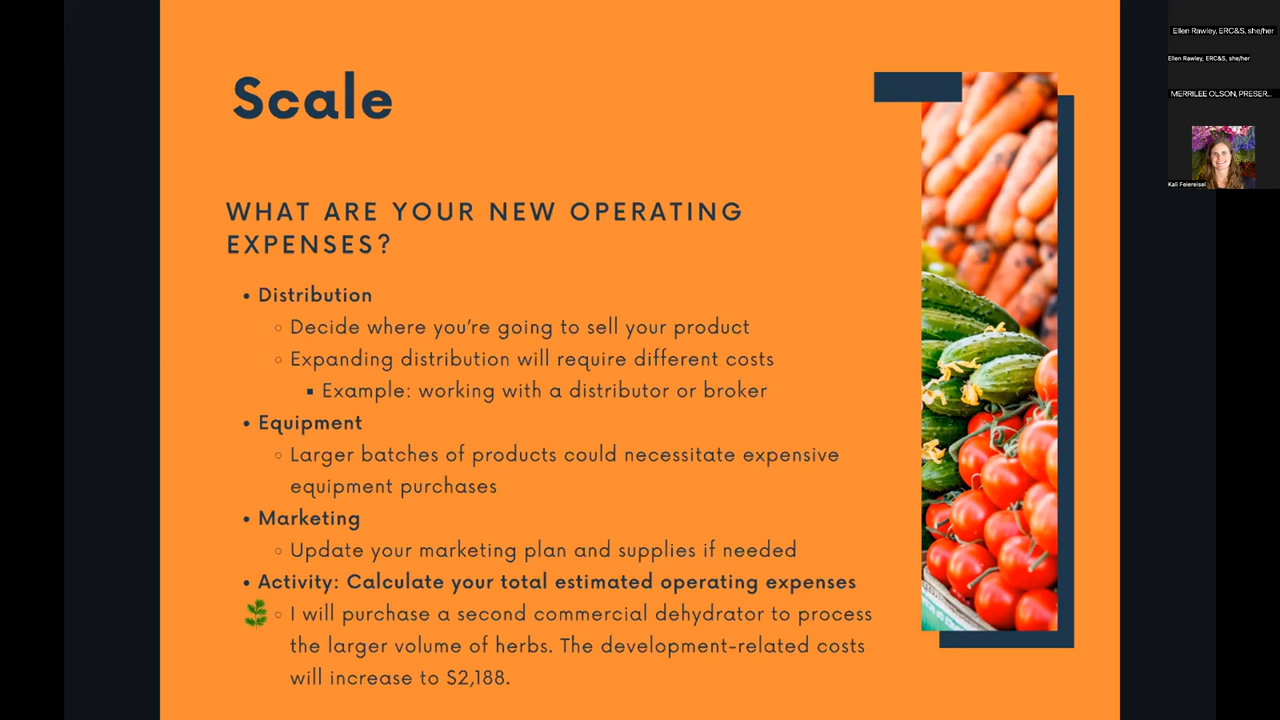 Scale
WHAT ARE YOUR NEW OPERATING
EXPENSES?
• Distribution
◦ Decide where you’re going to sell your product
◦ Expanding distribution will require different costs
▪ Example: working with a distributor or broker
• Equipment
◦ Larger batches of products could necessitate expensive
equipment purchases
• Marketing
◦ Update your marketing plan and supplies if needed
• Activity: Calculate your total estimated operating expenses
◦ I will purchase a second commercial dehydrator to process
the larger volume of herbs. The development-related costs
will increase to $2,188.
Ellen Rawley, ERC&S, she/her
Ellen Rawley, ERC&S, she/her
MERRILEE OLSON, PRESER...
Kali Feiereisel